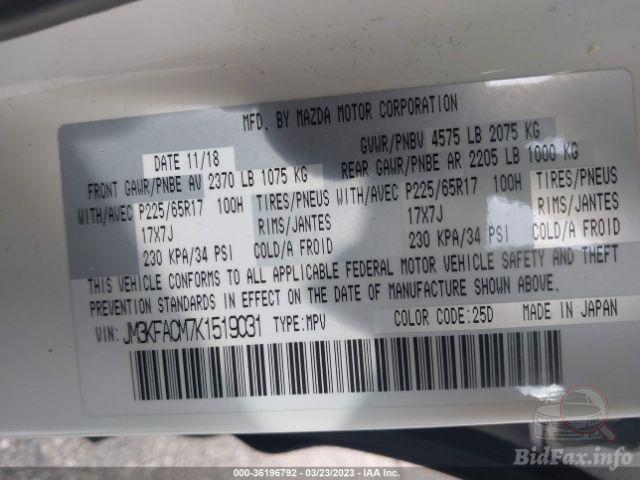 MFD. BY MAZDA MOTOR CORPORATION
DATE 11/18 GVWR/PNBV 4575 LB 2075 KG
FRONT GAWR/PNBE AV 2370 LB 1075 KG REAR GAWR/PNBE AR 2205 LB 1000 KG
WITH/AVEC P225/65R17 100H TIRES/PNEUS WITH/AVEC P225/65R17 100H TIRES/PNEUS
17X7J RIMS/JANTES 17X7J RIMS/JANTES
230 KPA/34 PSI COLD/A FROID 230 KPA/34 PSI COLD/A FROID
THIS VEHICLE CONFORMS TO ALL APPLICABLE FEDERAL MOTOR VEHICLE SAFETY AND THEFT
PREVENTION STANDARDS IN EFFECT ON THE DATE OF MANUFACTURE SHOWN ABOVE.
VIN: JM3KFACM7K1519031 TYPE:MPV COLOR CODE:25D MADE IN JAPAN
BidFax.info
000-36196792 - 03/23/2023 - IAA Inc.